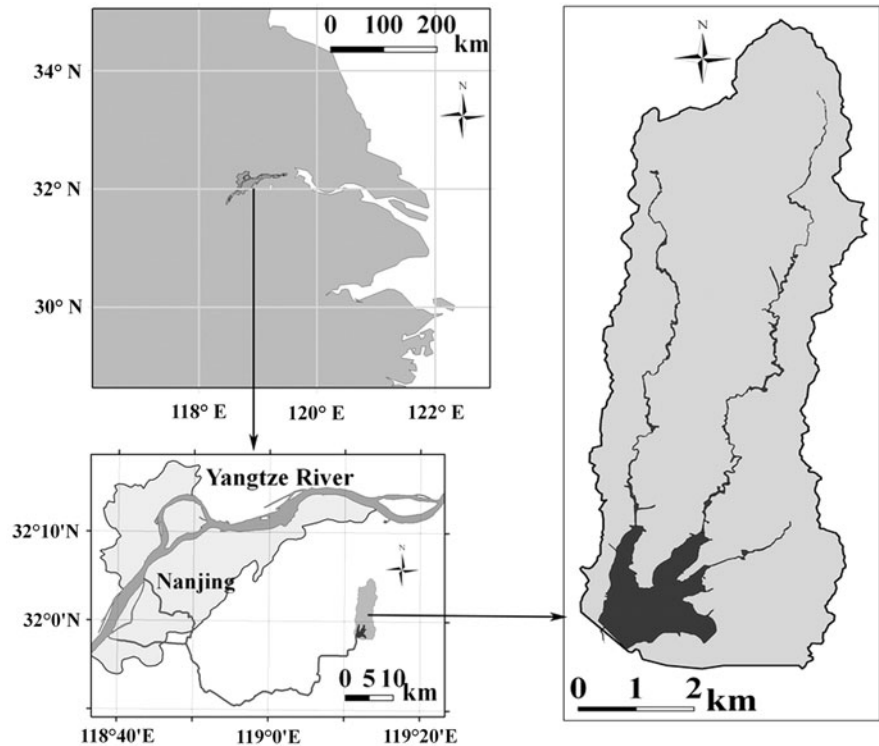 0 100 200
km
N
34° N
32° N
30° N
118° E 120° E 122° E
Yangtze River
32°10'N
Nanjing
N
32°0'N
0 5 10
km
118°40'E 119°0'E 119°20'E
N
0 1 2
km